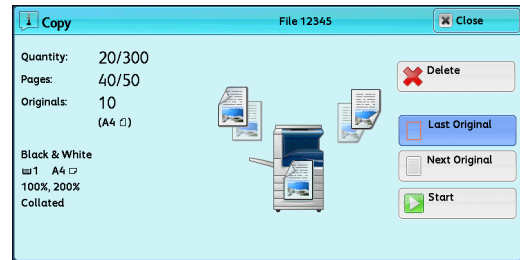 Copy
File 12345
Close
Quantity: 20/300
Pages: 40/50
Originals: 10
(A4)
Black & White
1 A4
100%, 200%
Collated
Delete
Last Original
Next Original
Start